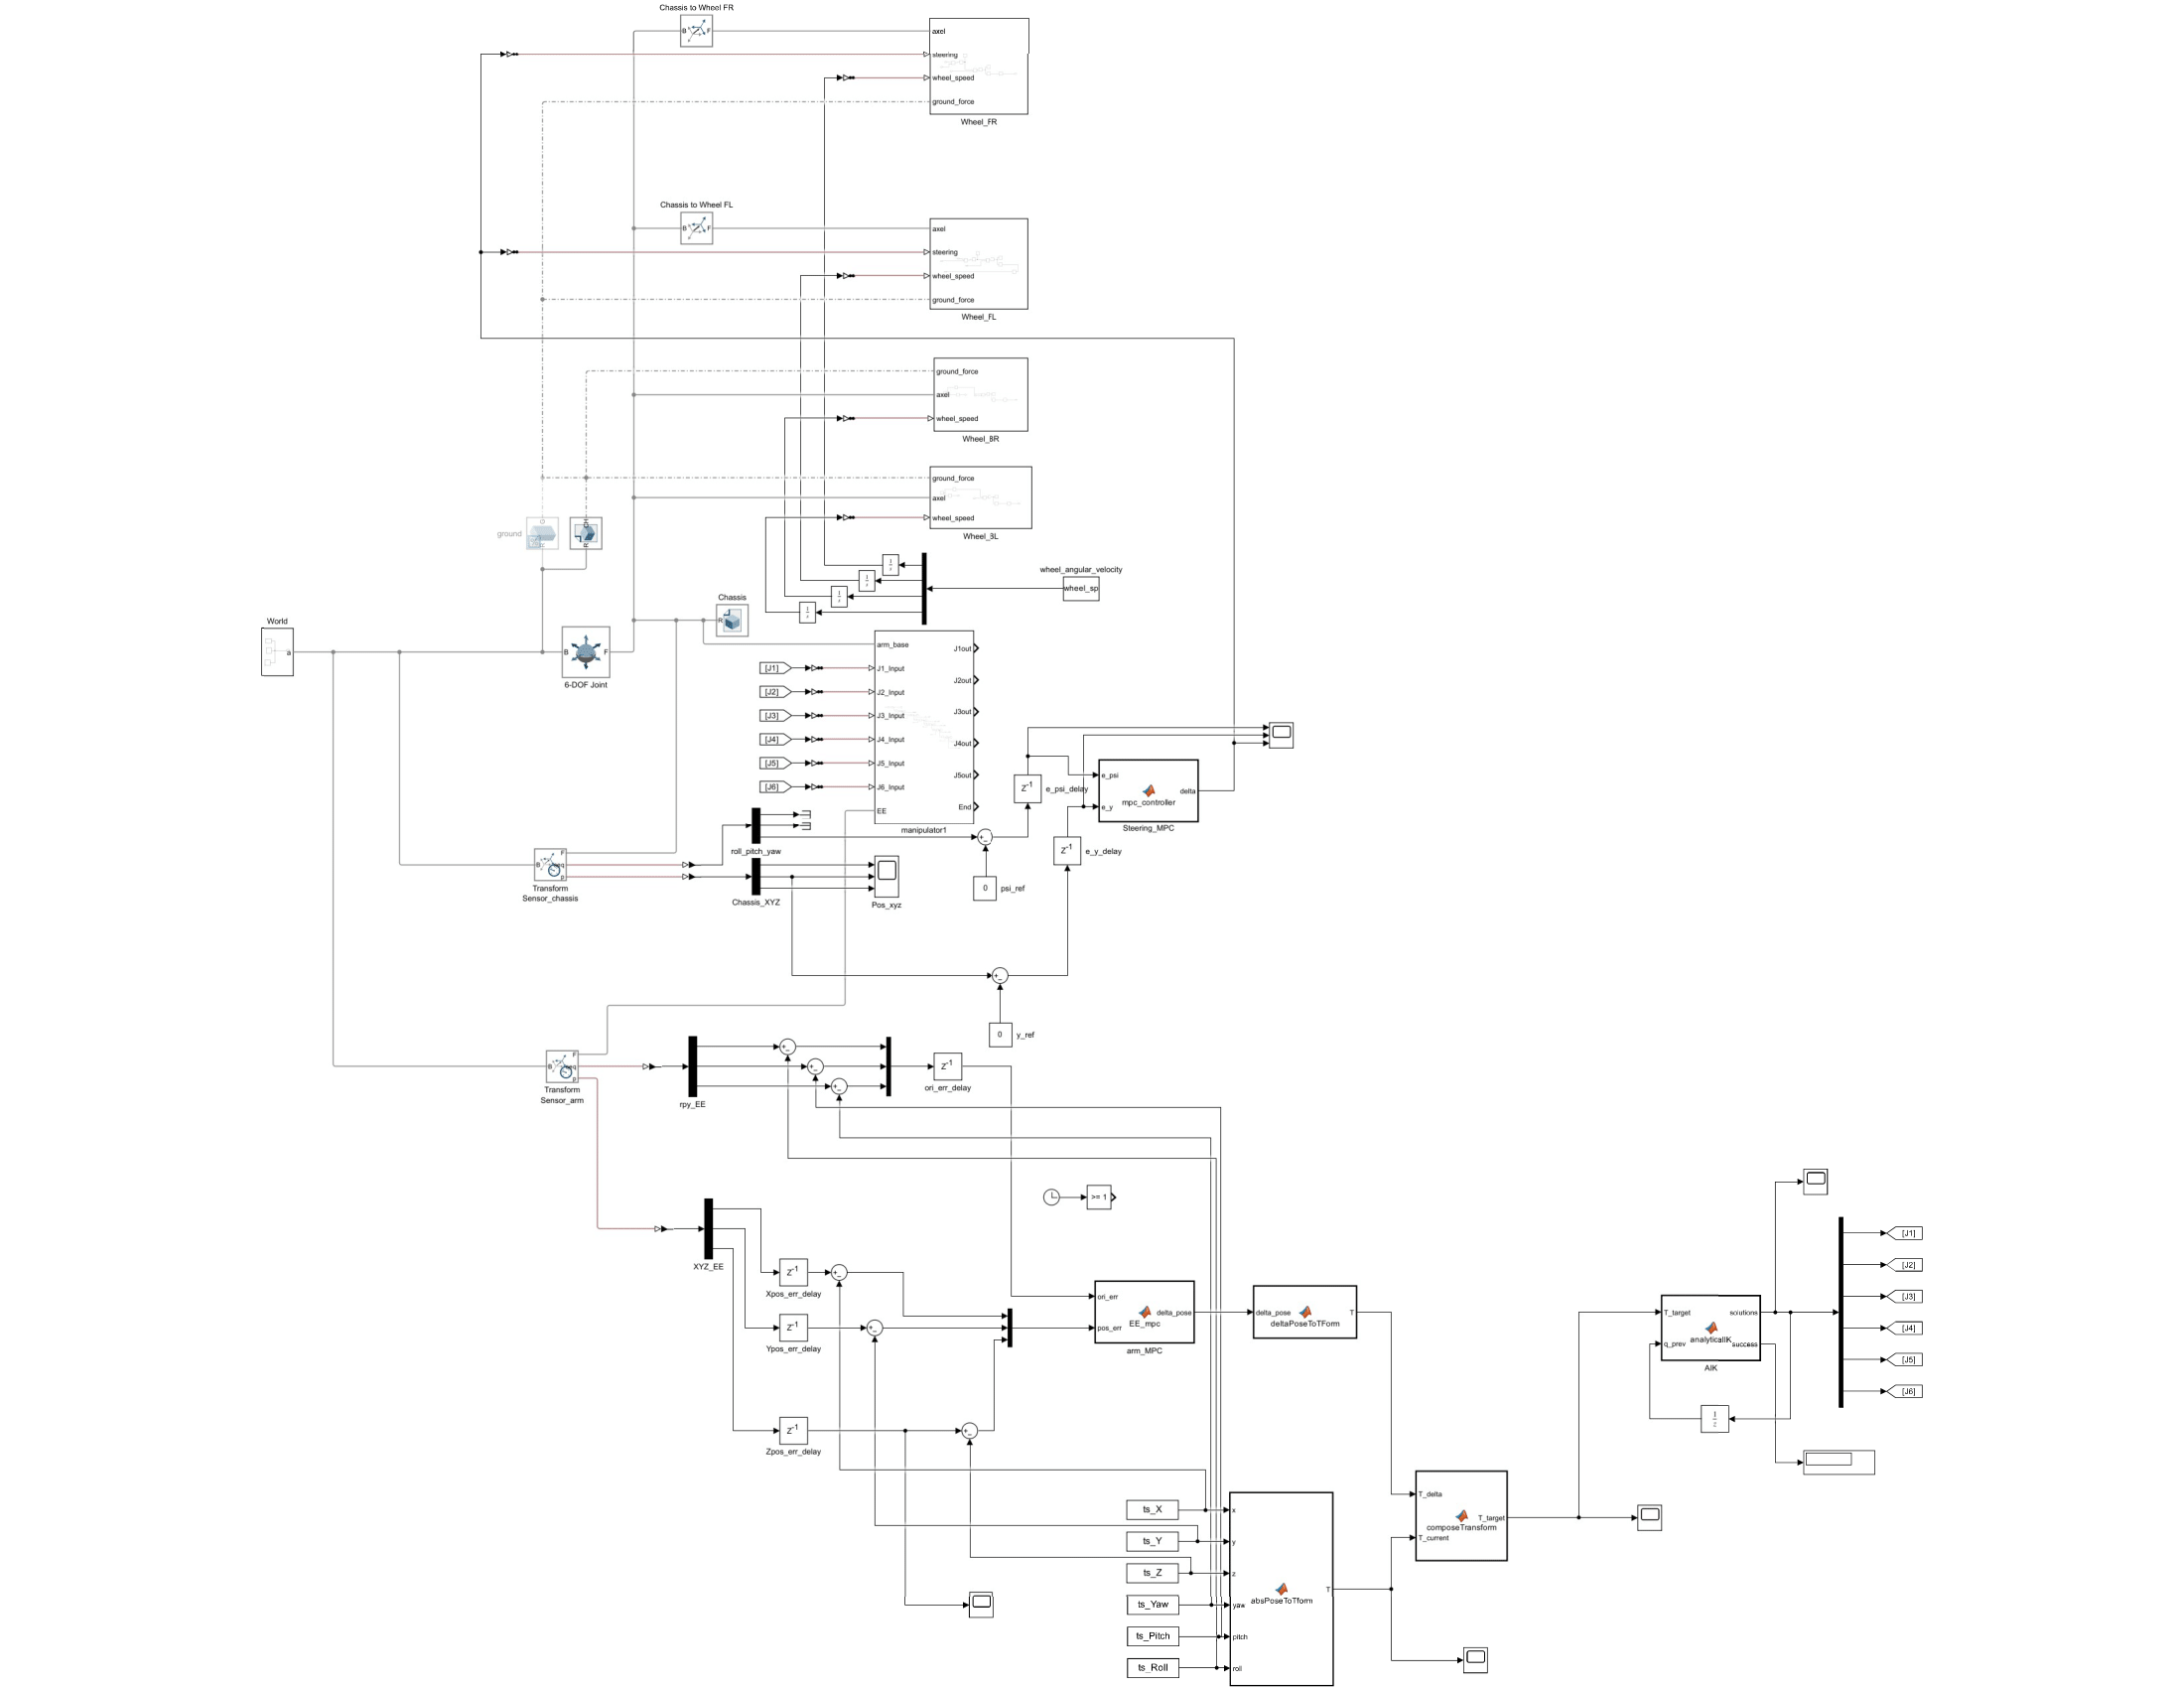 Chassis to Wheel FR
B
F
axel
steering
wheel_speed
ground_force
Wheel_FR
Chassis to Wheel FL
B
F
axel
steering
wheel_speed
ground_force
Wheel_FL
ground_force
axel
wheel_speed
Wheel_BR
ground_force
axel
wheel_speed
Wheel_BL
ground
R
wheel_angular_velocity
wheel_sp
Chassis
R
World
a
B
F
6-DOF Joint
arm_base
[J1]
J1_Input
[J2]
J2_Input
[J3]
J3_Input
[J4]
J4_Input
[J5]
J5_Input
[J6]
J6_Input
EE
J1out
J2out
J3out
J4out
J5out
End
manipulator1
z-1
e_psi_delay
e_psi
e_y
mpc_controller
delta
Steering_MPC
z-1
e_y_delay
roll_pitch_yaw
0
psi_ref
B
F
p
Transform
Sensor_chassis
Chassis_XYZ
Pos_xyz
0
y_ref
B
F
p
Transform
Sensor_arm
rpy_EE
z-1
ori_err_delay
>= 1
XYZ_EE
z-1
Xpos_err_delay
z-1
Ypos_err_delay
z-1
Zpos_err_delay
ori_err
pos_err
EE_mpc
delta_pose
arm_MPC
delta_pose
deltaPoseToTForm
T
T_target
q_prev
analyticalIK
solutions
success
AIK
1
z
[J1]
[J2]
[J3]
[J4]
[J5]
[J6]
T_delta
T_current
composeTransform
T_target
ts_X
ts_Y
ts_Z
ts_Yaw
ts_Pitch
ts_Roll
x
y
z
yaw
pitch
roll
absPoseToTform
T